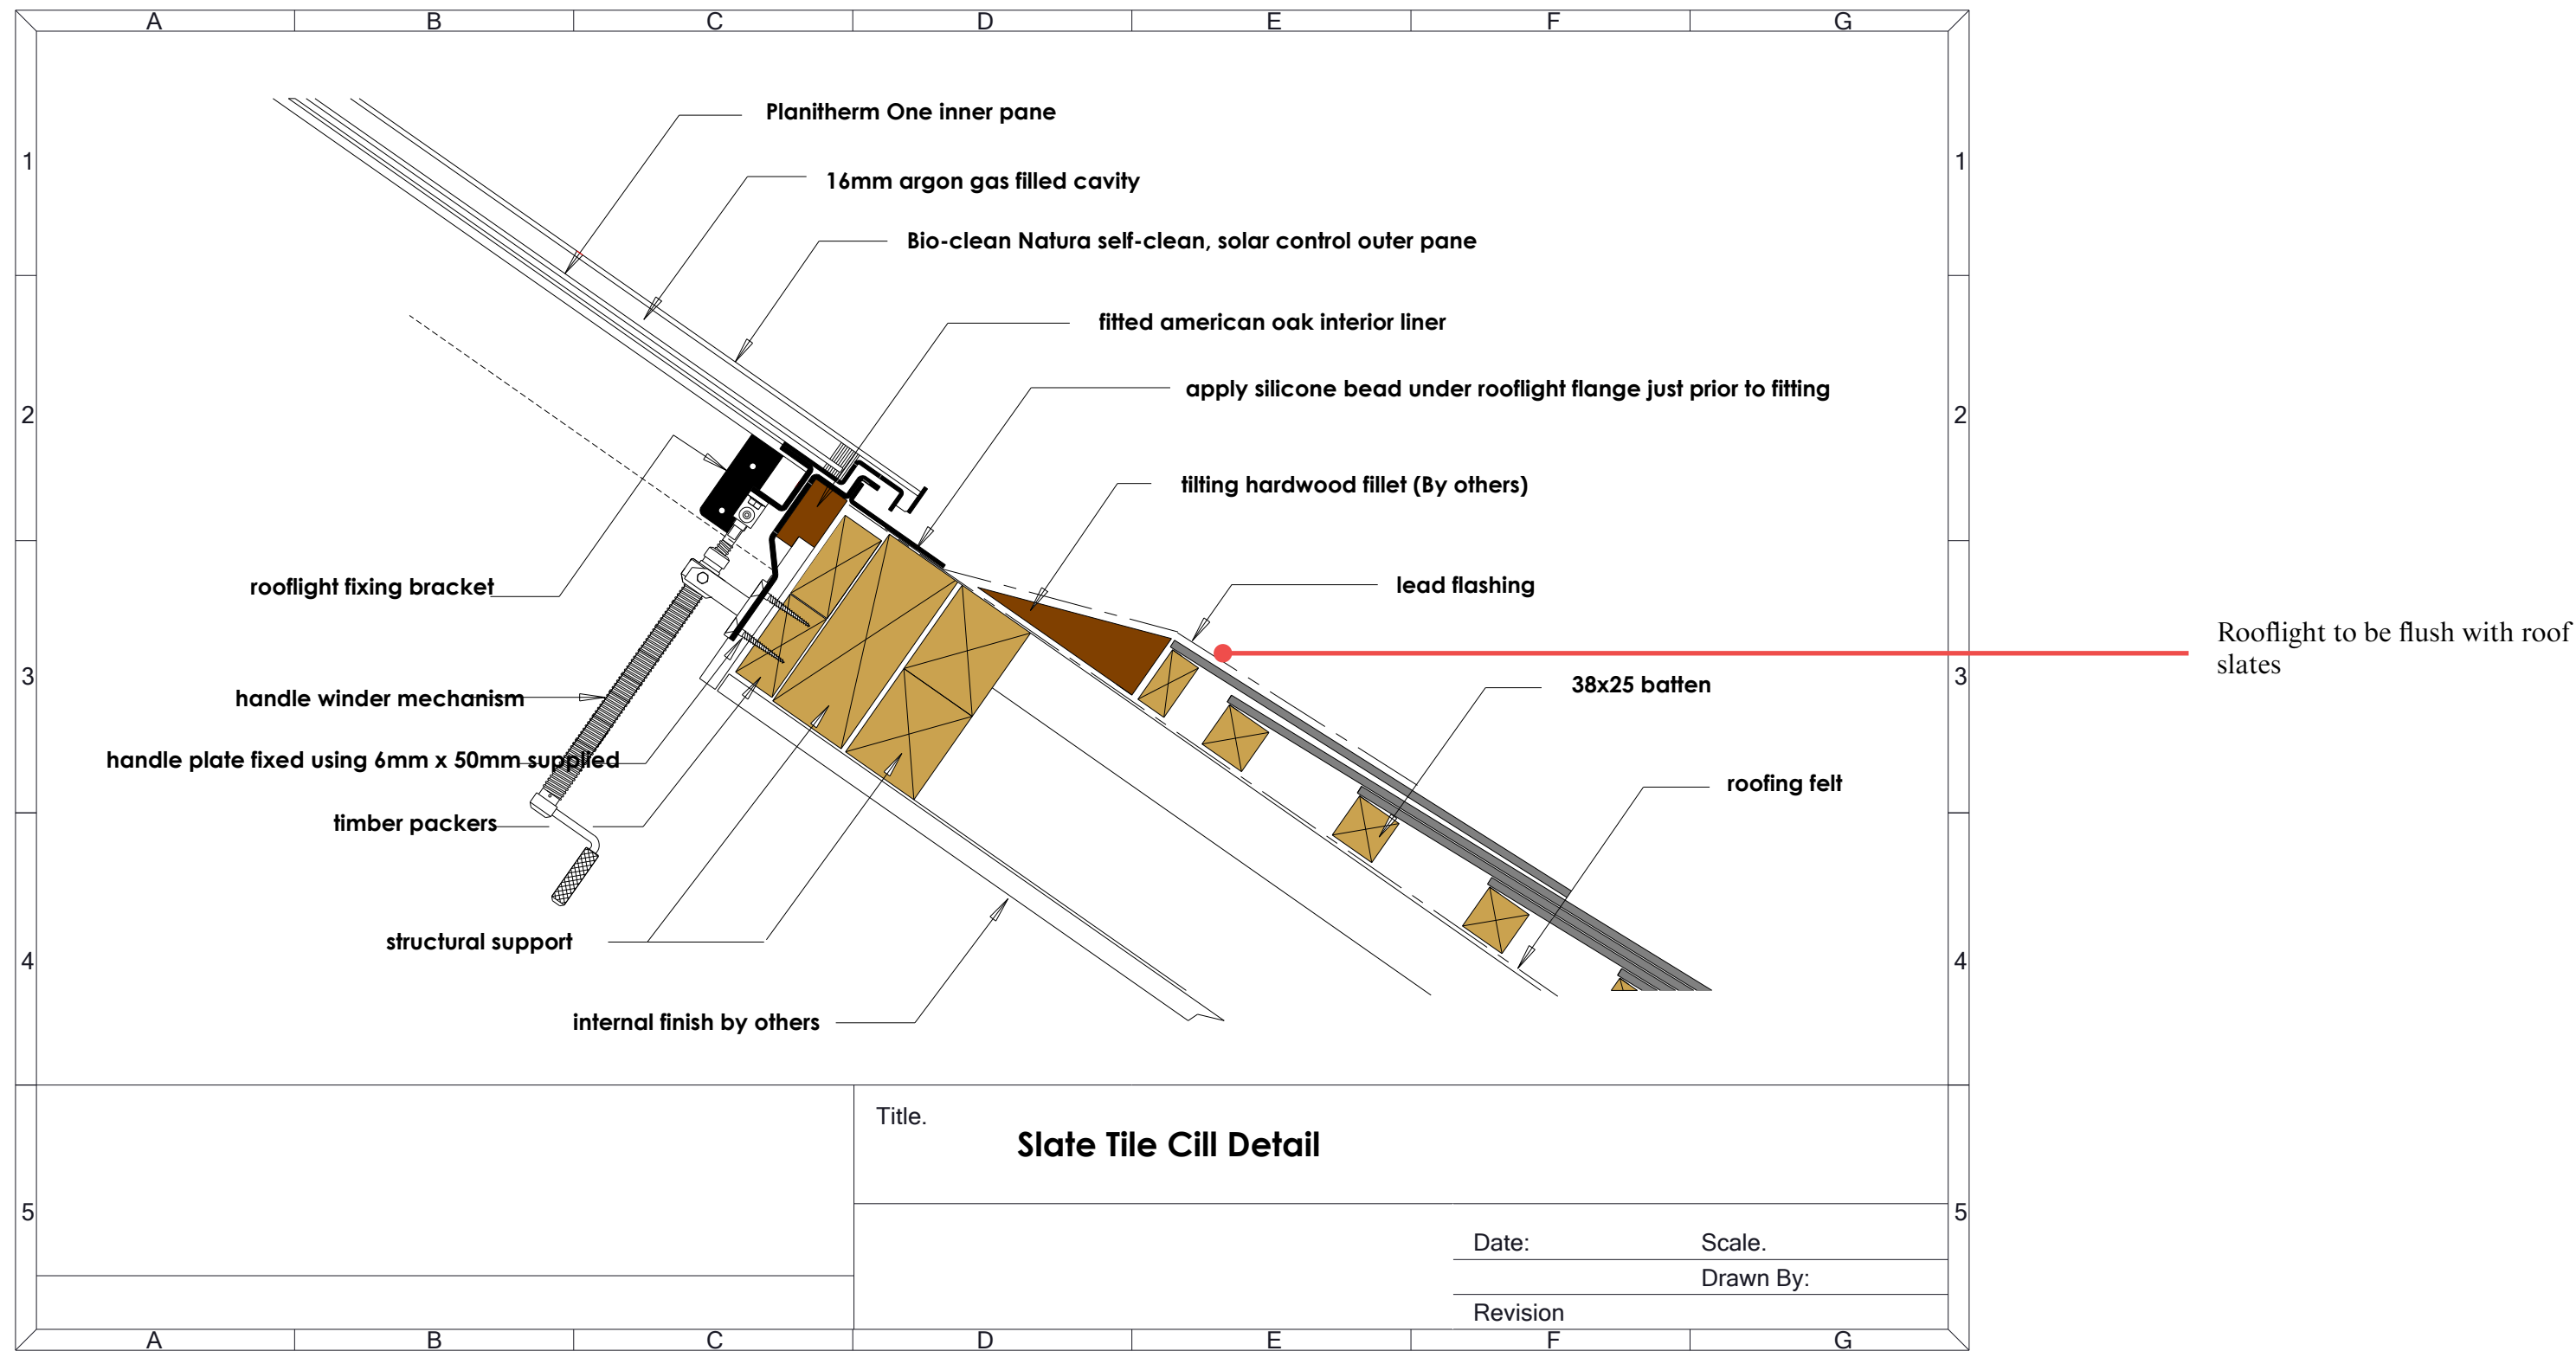 A B C D E F G
Planitherm One inner pane
1 1
16mm argon gas filled cavity
Bio-clean Natura self-clean, solar control outer pane
fitted american oak interior liner
apply silicone bead under rooflight flange just prior to fitting
2 2
tilting hardwood fillet (By others)
rooflight fixing bracket
lead flashing
Rooflight to be flush with roof
slates
3 3
38x25 batten
handle winder mechanism
handle plate fixed using 6mm x 50mm supplied
roofing felt
timber packers
structural support
4 4
internal finish by others
Title.
Slate Tile Cill Detail
5 5
Date: Scale.
Drawn By:
Revision
A B C D E F G